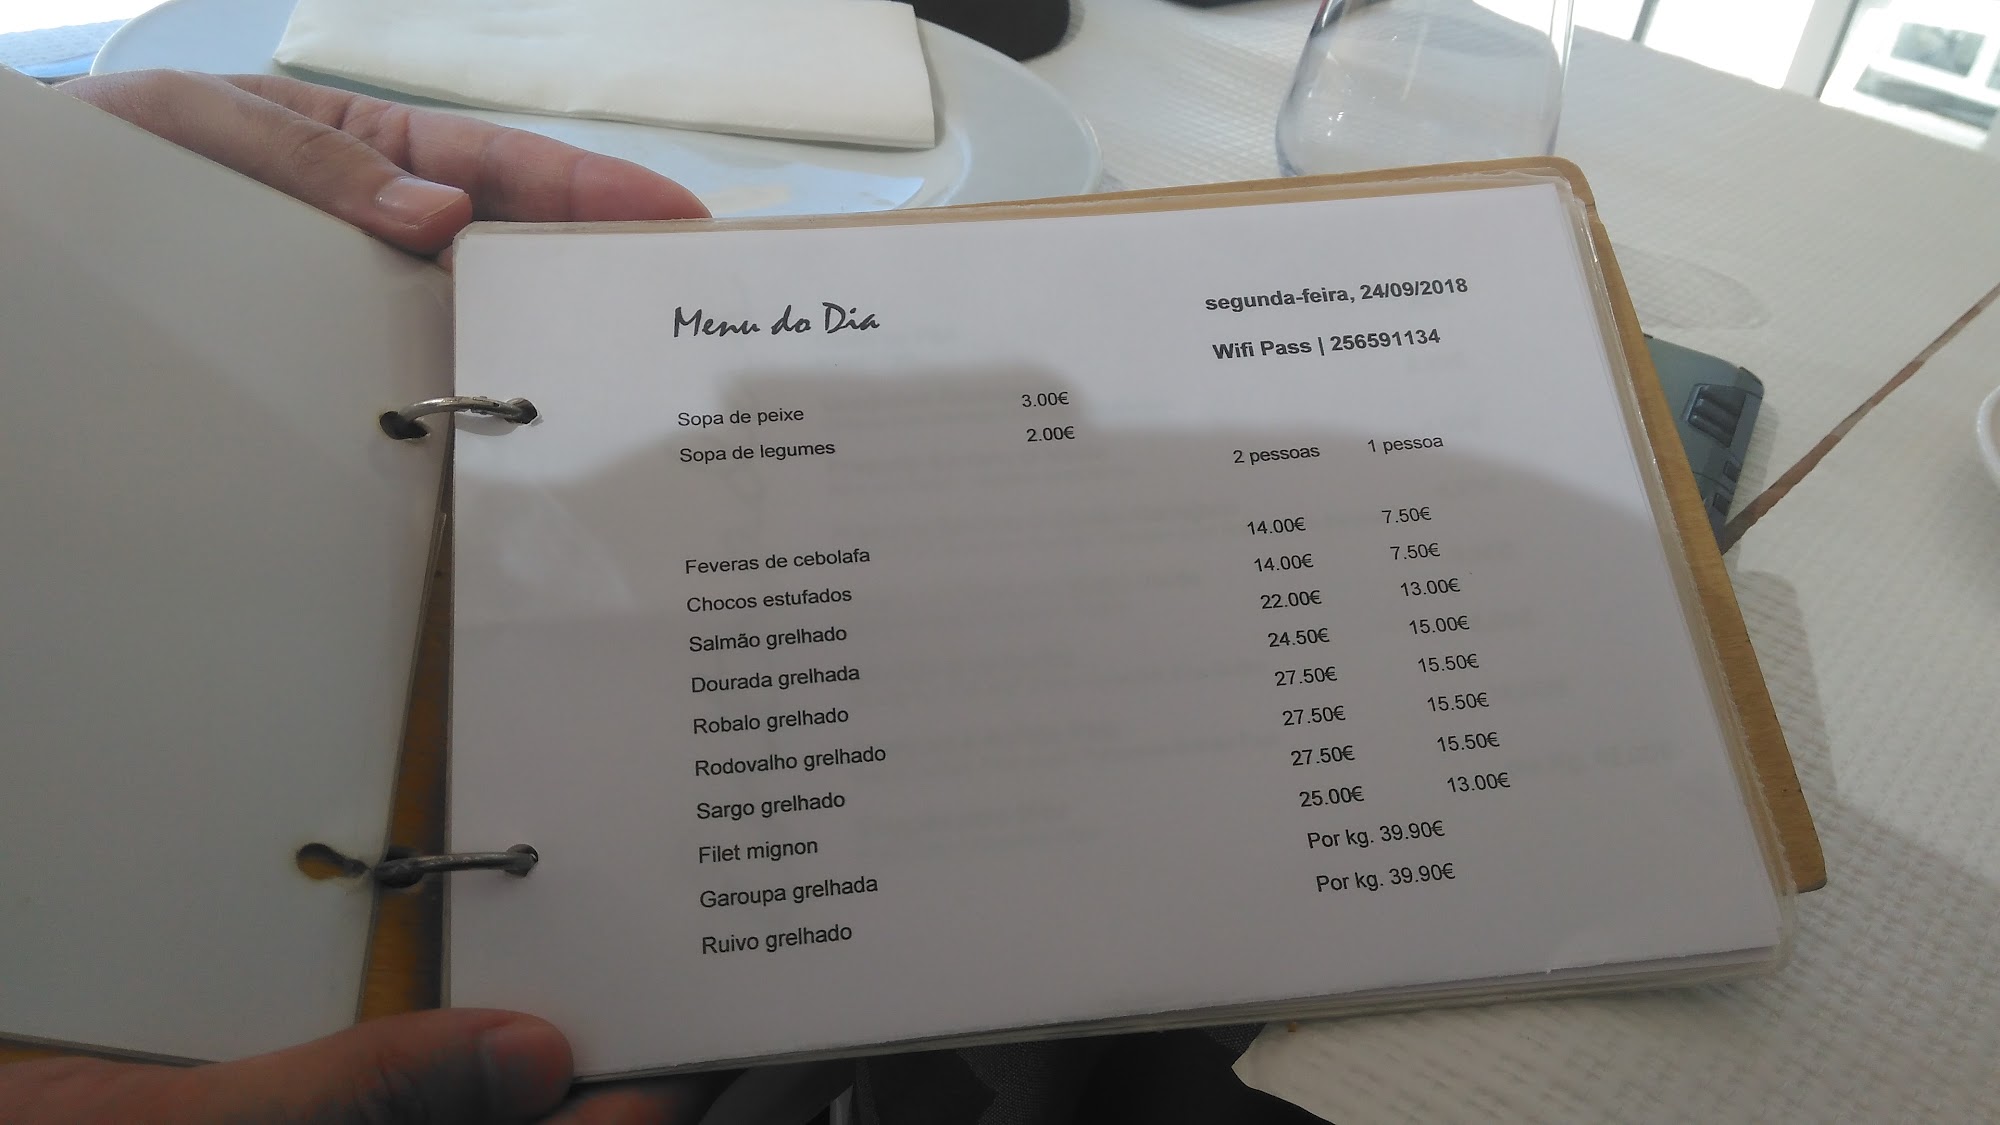 Menu do Dia segunda-feira, 24/09/2018
Wifi Pass | 256591134
Sopa de peixe 3.00€
Sopa de legumes 2.00€
2 pessoas 1 pessoa
Feveras de cebolafa 14.00€ 7.50€
Chocos estufados 14.00€ 7.50€
Salmão grelhado 22.00€ 13.00€
Dourada grelhada 24.50€ 15.00€
Robalo grelhado 27.50€ 15.50€
Rodovalho grelhado 27.50€ 15.50€
Sargo grelhado 27.50€ 15.50€
Filet mignon 25.00€ 13.00€
Garoupa grelhada Por kg. 39.90€
Ruivo grelhado Por kg. 39.90€